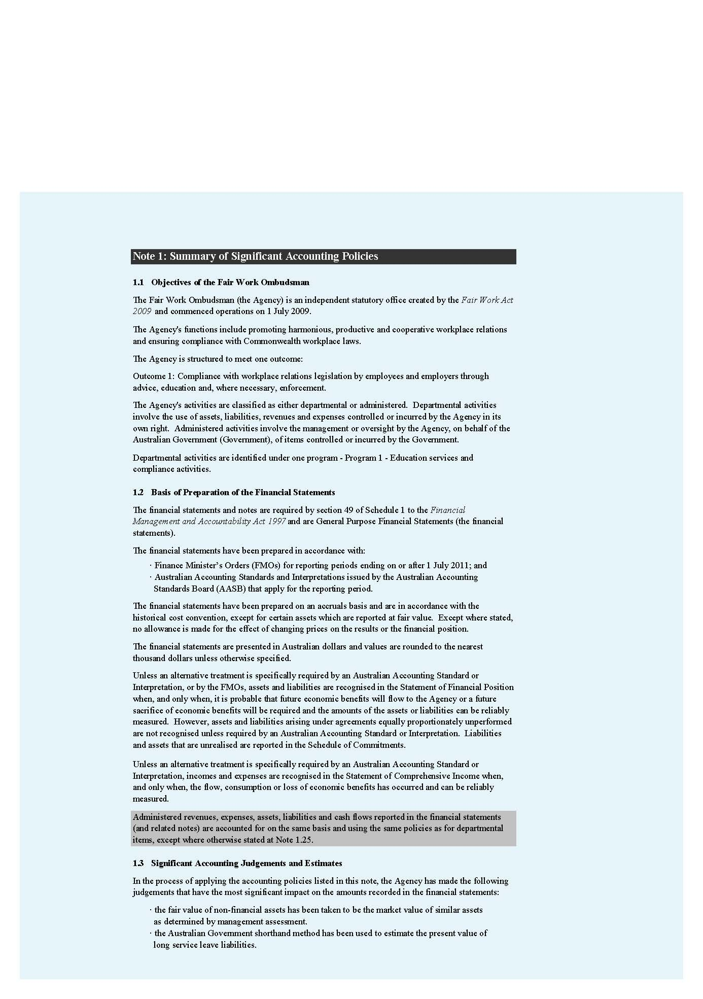 Note 1: Summary of Significant Accounting Policies
1.1 Objectives of the Fair Work Ombudsman
The Fair Work Ombudsman (the Agency) is an independent statutory office created by the Fair Work Act
2009 and commenced operations on 1 July 2009.
The Agency's functions include promoting harmonious, productive and cooperative workplace relations
and ensuring compliance with Commonwealth workplace laws.
The Agency is structured to meet one outcome:
Outcome 1: Compliance with workplace relations legislation by employees and employers through
advice, education and, where necessary, enforcement.
The Agency's activities are classified as either departmental or administered. Departmental activities
involve the use of assets, liabilities, revenues and expenses controlled or incurred by the Agency in its
own right. Administered activities involve the management or oversight by the Agency, on behalf of the
Australian Government (Government), of items controlled or incurred by the Government.
Departmental activities are identified under one program - Program 1 - Education services and
compliance activities.
1.2 Basis of Preparation of the Financial Statements
The financial statements and notes are required by section 49 of Schedule 1 to the Financial
Management and Accountability Act 1997 and are General Purpose Financial Statements (the financial
statements).
The financial statements have been prepared in accordance with:
· Finance Minister’s Orders (FMOs) for reporting periods ending on or after 1 July 2011; and
· Australian Accounting Standards and Interpretations issued by the Australian Accounting
Standards Board (AASB) that apply for the reporting period.
The financial statements have been prepared on an accruals basis and are in accordance with the
historical cost convention, except for certain assets which are reported at fair value. Except where stated,
no allowance is made for the effect of changing prices on the results or the financial position.
The financial statements are presented in Australian dollars and values are rounded to the nearest
thousand dollars unless otherwise specified.
Unless an alternative treatment is specifically required by an Australian Accounting Standard or
Interpretation, or by the FMOs, assets and liabilities are recognised in the Statement of Financial Position
when, and only when, it is probable that future economic benefits will flow to the Agency or a future
sacrifice of economic benefits will be required and the amounts of the assets or liabilities can be reliably
measured. However, assets and liabilities arising under agreements equally proportionately unperformed
are not recognised unless required by an Australian Accounting Standard or Interpretation. Liabilities
and assets that are unrealised are reported in the Schedule of Commitments.
Unless an alternative treatment is specifically required by an Australian Accounting Standard or
Interpretation, incomes and expenses are recognised in the Statement of Comprehensive Income when,
and only when, the flow, consumption or loss of economic benefits has occurred and can be reliably
measured.
Administered revenues, expenses, assets, liabilities and cash flows reported in the financial statements
(and related notes) are accounted for on the same basis and using the same policies as for departmental
items, except where otherwise stated at Note 1.25.
1.3 Significant Accounting Judgements and Estimates
In the process of applying the accounting policies listed in this note, the Agency has made the following
judgements that have the most significant impact on the amounts recorded in the financial statements:
· the fair value of non-financial assets has been taken to be the market value of similar assets
as determined by management assessment.
· the Australian Government shorthand method has been used to estimate the present value of
long service leave liabilities.